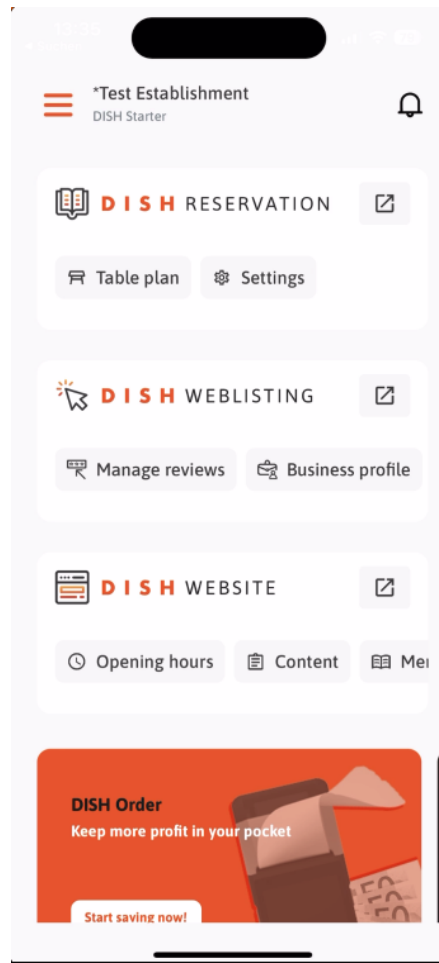 *Test Establishment
DISH Starter
DISH RESERVATION
Table plan Settings
DISH WEBLISTING
Manage reviews Business profile
DISH WEBSITE
Opening hours Content
DISH Order
Keep more profit in your pocket
Start saving now!